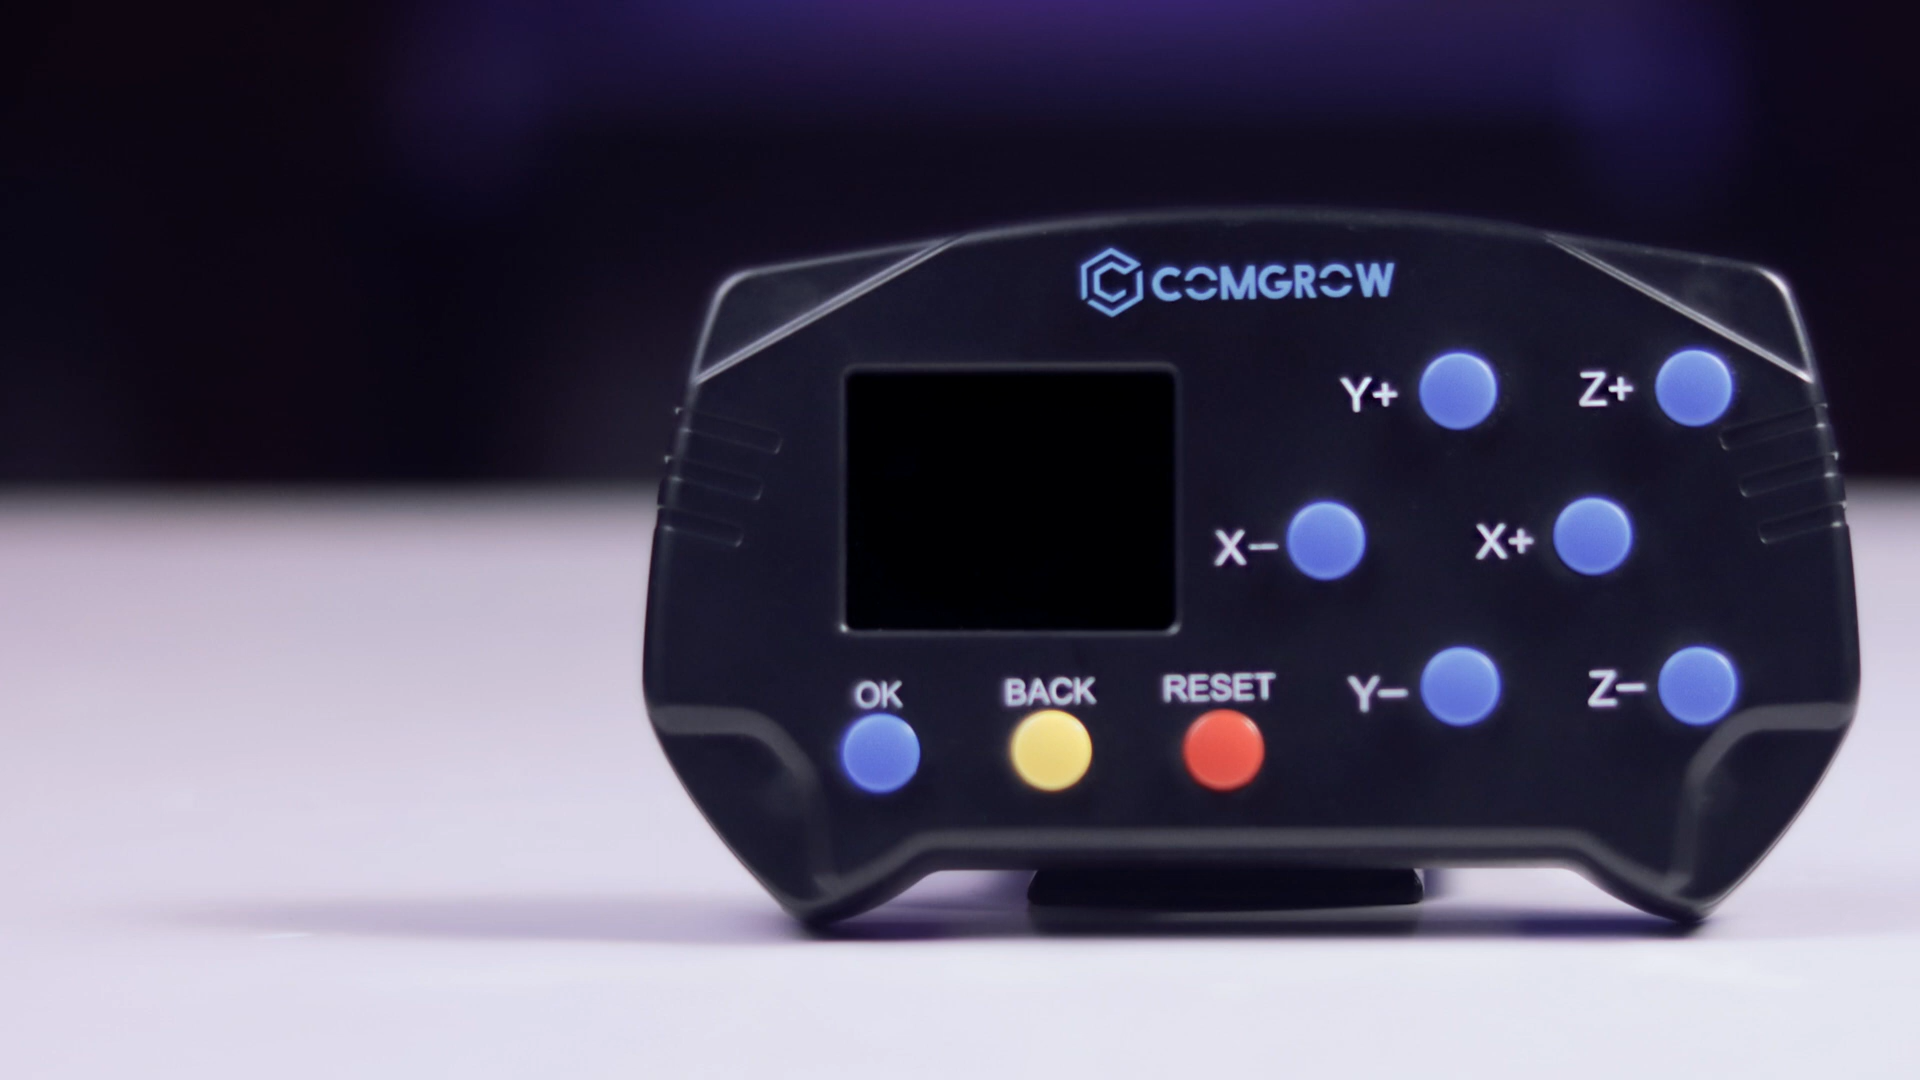 COMGROW
Y+ Z+
X− X+
OK BACK RESET Y− Z−